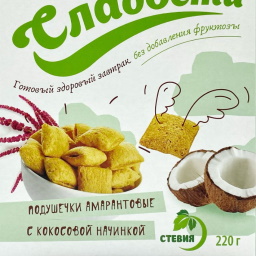 Сладости
Готовый здоровый завтрак без добавления фруктозы
ПОДУШЕЧКИ АМАРАНТОВЫЕ
С КОКОСОВОЙ НАЧИНКОЙ
СТЕВИЯ
220 г